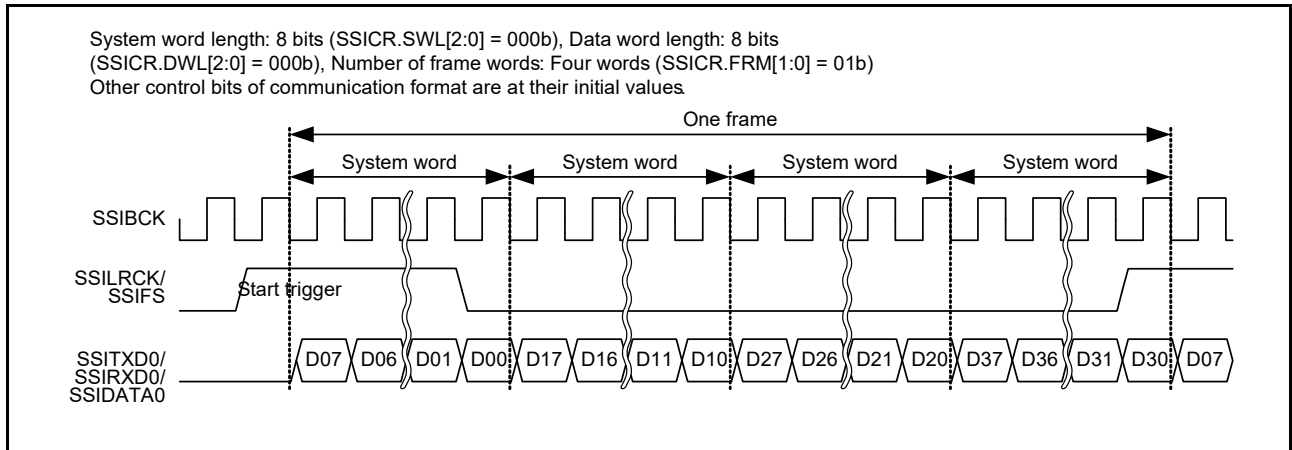 System word length: 8 bits (SSICR.SWL[2:0] = 000b), Data word length: 8 bits
(SSICR.DWL[2:0] = 000b), Number of frame words: Four words (SSICR.FRM[1:0] = 01b)
Other control bits of communication format are at their initial values.
One frame
System word System word System word System word
SSIBCK
SSILRCK/
SSIFS
Start trigger
SSITXD0/
SSIRXD0/
SSIDATA0
D07 D06 D01 D00 D17 D16 D11 D10 D27 D26 D21 D20 D37 D36 D31 D30 D07